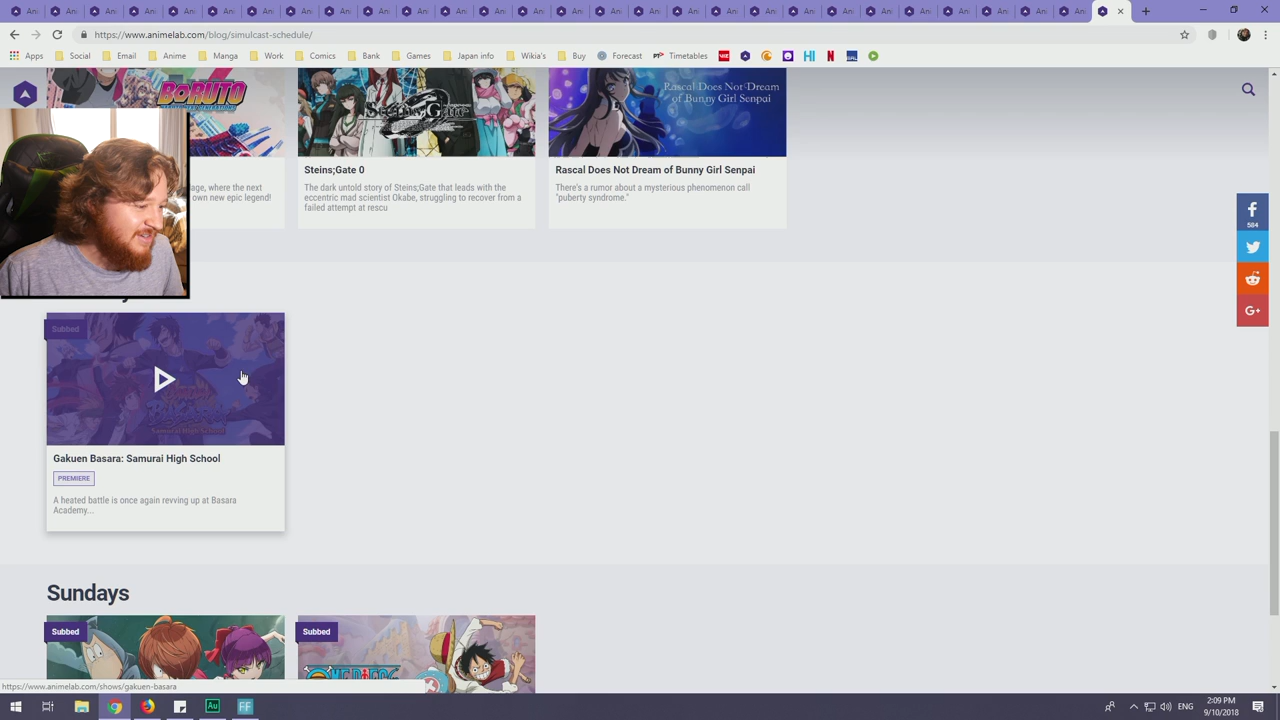 https://www.animelab.com/blog/simulcast-schedule/
Apps Social Email Anime Manga Work Comics Bank Games Japan info Wikia's Buy Forecast Timetables
BORUTO
Steins;Gate
Rascal Does Not Dream
of Bunny Girl Senpai
Steins;Gate 0
Rascal Does Not Dream of Bunny Girl Senpai
age, where the next
own new epic legend!
The dark untold story of Steins;Gate that leads with the
eccentric mad scientist Okabe, struggling to recover from a
failed attempt at rescu
There's a rumor about a mysterious phenomenon call
"puberty syndrome."
584
Subbed
Gakuen Basara: Samurai High School
PREMIERE
A heated battle is once again revving up at Basara
Academy...
Sundays
Subbed
Subbed
https://www.animelab.com/shows/gakuen-basara
Au
FF
ENG
2:09 PM
9/10/2018